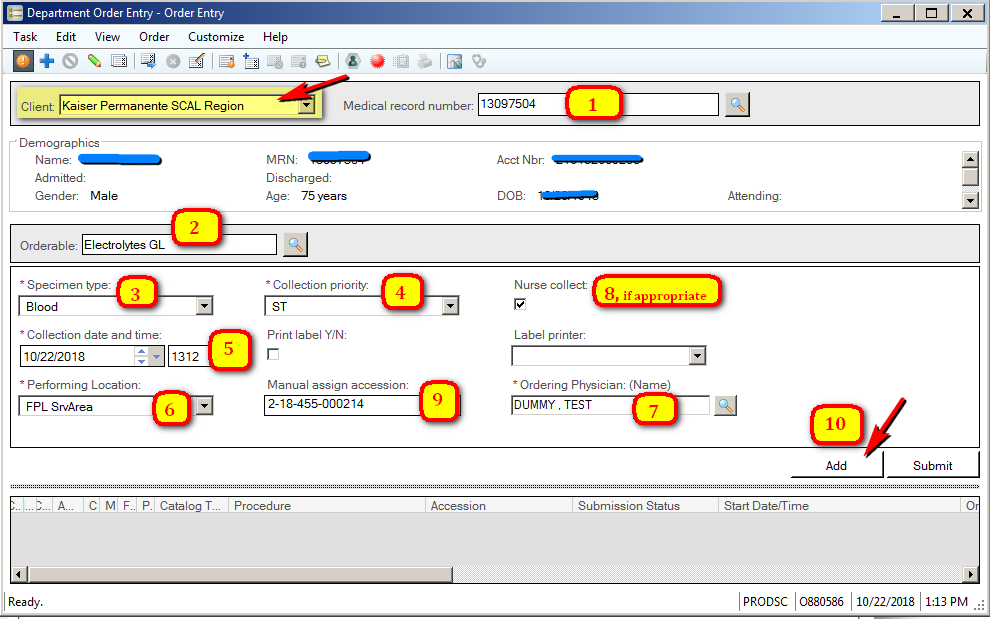 Department Order Entry - Order Entry
Task Edit View Order Customize Help
Client: Kaiser Permanente SCAL Region Medical record number: 13097504 1
Demographics
Name: MRN: Acct Nbr:
Admitted: Discharged:
Gender: Male Age: 75 years DOB: Attending:
2
Orderable: Electrolytes GL
* Specimen type: 3 * Collection priority: 4 Nurse collect: 8, if appropriate
Blood ST
* Collection date and time: 5 Print label Y/N: Label printer:
10/22/2018 1312
* Performing Location: Manual assign accession: * Ordering Physician: (Name)
FPL SrvArea 6 2-18-455-000214 9 DUMMY , TEST 7
10
Add Submit
C... ... C... A... C M F.. P. Catalog T... Procedure Accession Submission Status Start Date/Time Or
Ready. PRODSC O880586 10/22/2018 1:13 PM